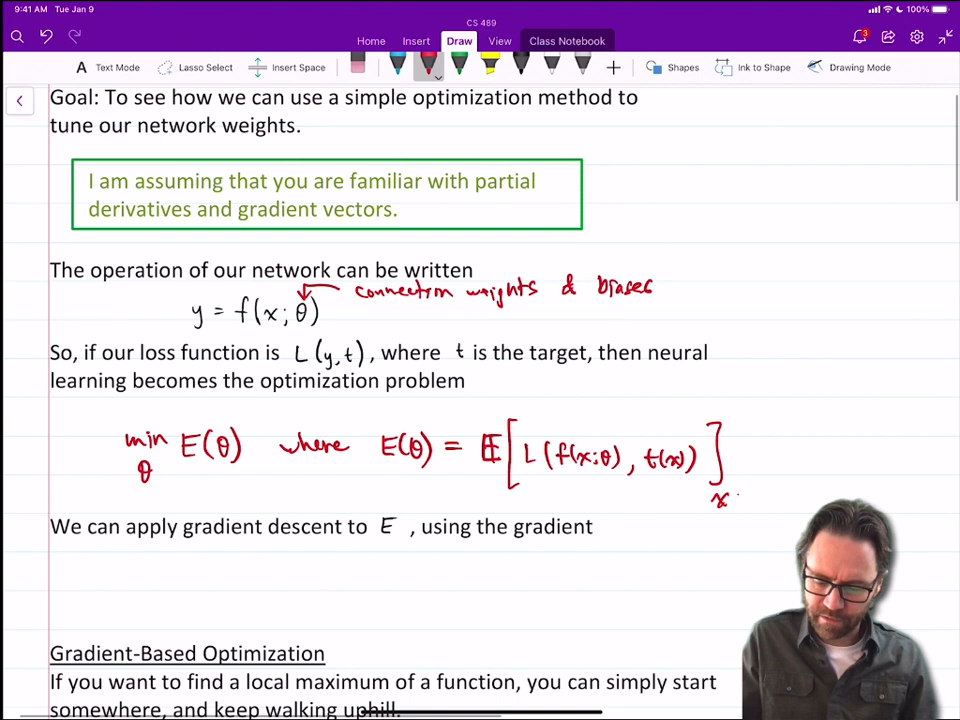 9:41 AM Tue Jan 9
100%
CS 489
Home Insert Draw View Class Notebook
3
Text Mode Lasso Select Insert Space Shapes Ink to Shape Drawing Mode
Goal: To see how we can use a simple optimization method to
tune our network weights.
I am assuming that you are familiar with partial
derivatives and gradient vectors.
The operation of our network can be written
connection weights & biases
y = f(x; θ)
So, if our loss function is L(y,t), where t is the target, then neural
learning becomes the optimization problem
min E(θ) where E(θ) = 𝔼[L(f(x;θ), t(x))]
θ
x
We can apply gradient descent to E , using the gradient
Gradient-Based Optimization
If you want to find a local maximum of a function, you can simply start
somewhere, and keep walking uphill.